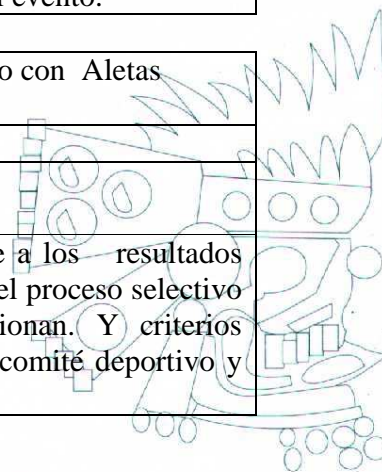 evento.
o con Aletas
e a los resultados
el proceso selectivo
ionan. Y criterios
comité deportivo y